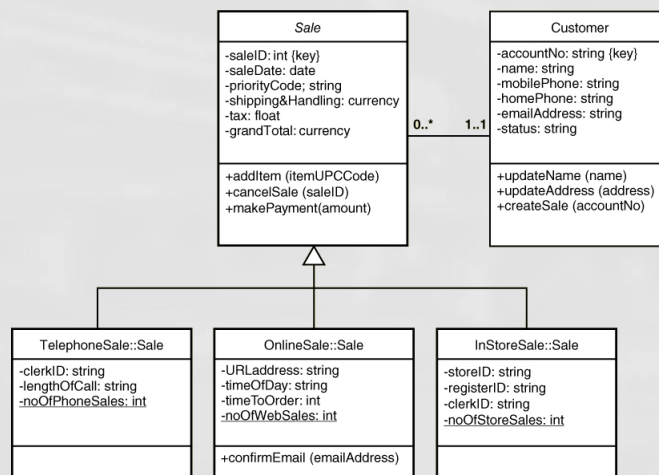 Sale
-saleID: int {key}
-saleDate: date
-priorityCode; string
-shipping&Handling: currency
-tax: float
-grandTotal: currency
+addItem (itemUPCCode)
+cancelSale (saleID)
+makePayment(amount)
0..* 1..1
Customer
-accountNo: string {key}
-name: string
-mobilePhone: string
-homePhone: string
-emailAddress: string
-status: string
+updateName (name)
+updateAddress (address)
+createSale (accountNo)
TelephoneSale::Sale
-clerkID: string
-lengthOfCall: string
-noOfPhoneSales: int
OnlineSale::Sale
-URLaddress: string
-timeOfDay: string
-timeToOrder: int
-noOfWebSales: int
+confirmEmail (emailAddress)
InStoreSale::Sale
-storeID: string
-registerID: string
-clerkID: string
-noOfStoreSales: int